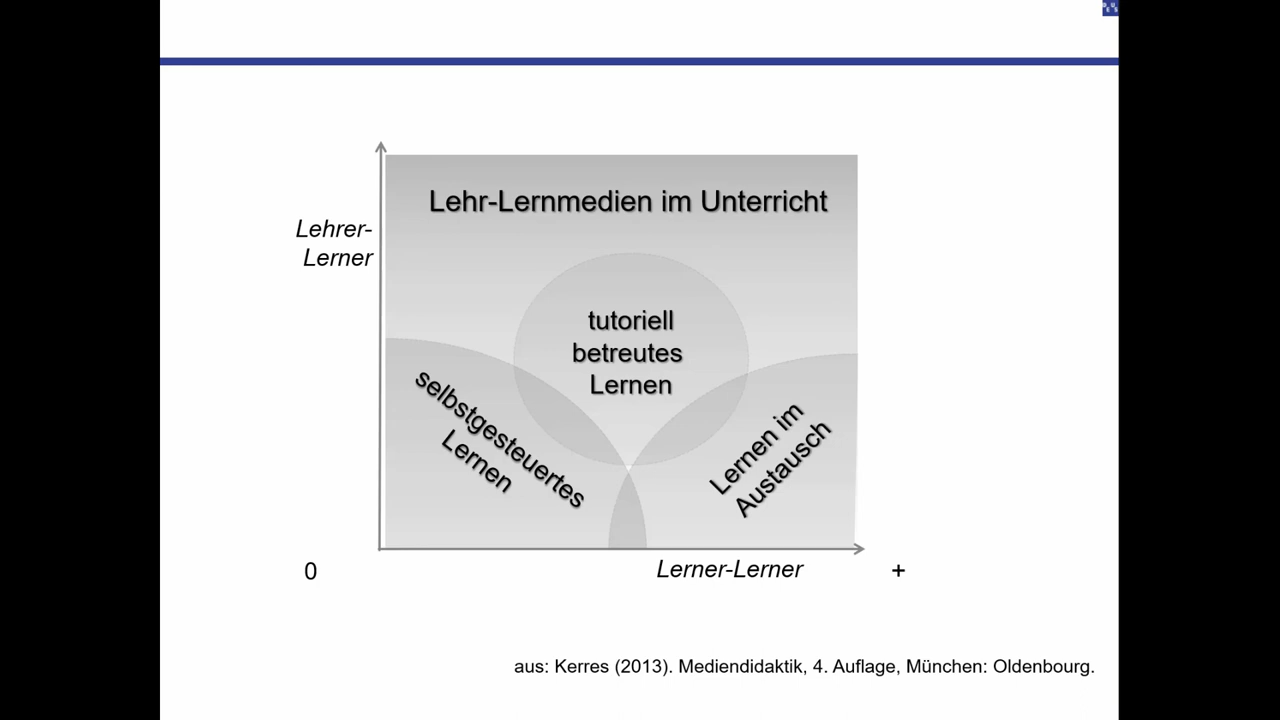 Lehr-Lernmedien im Unterricht
Lehrer-
Lerner
tutoriell
betreutes
Lernen
selbstgesteuertes
Lernen
Lernen im
Austausch
0
Lerner-Lerner
+
aus: Kerres (2013). Mediendidaktik, 4. Auflage, München: Oldenbourg.